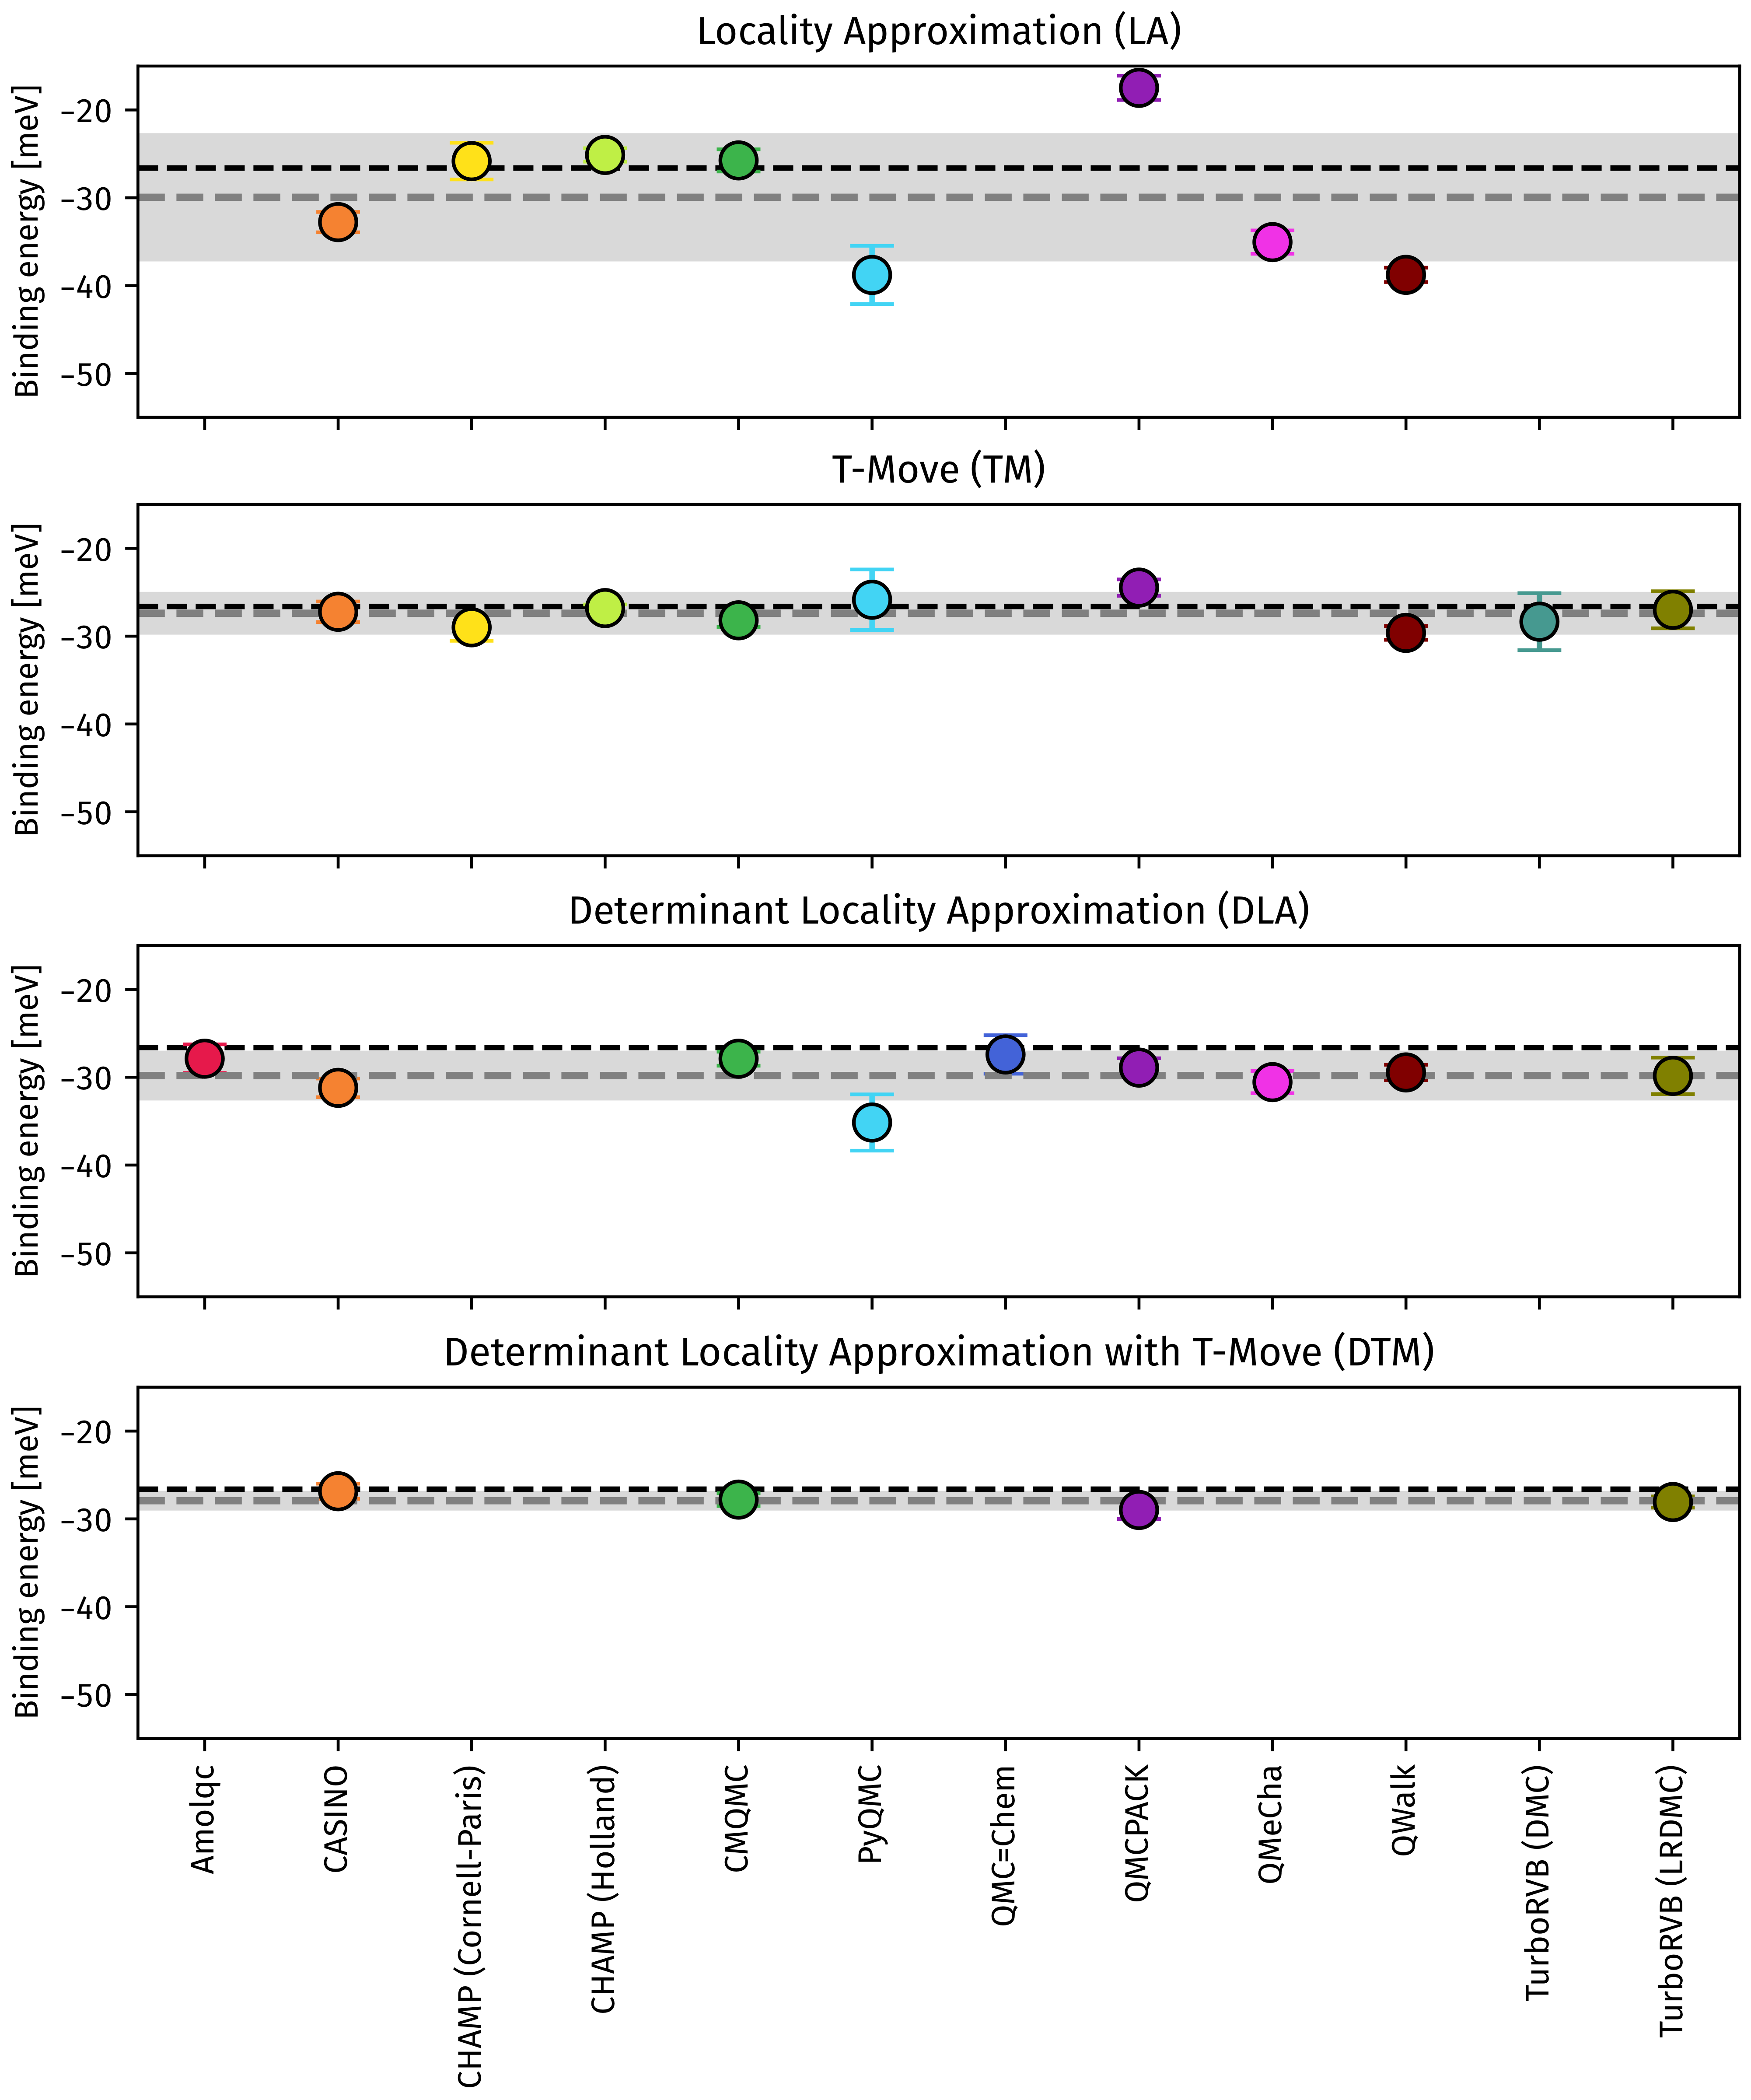 Locality Approximation (LA)
Binding energy [meV]
−20
−30
−40
−50
T-Move (TM)
Binding energy [meV]
−20
−30
−40
−50
Determinant Locality Approximation (DLA)
Binding energy [meV]
−20
−30
−40
−50
Determinant Locality Approximation with T-Move (DTM)
Binding energy [meV]
−20
−30
−40
−50
Amolqc
CASINO
CHAMP (Cornell-Paris)
CHAMP (Holland)
CMQMC
PyQMC
QMC=Chem
QMCPACK
QMeCha
QWalk
TurboRVB (DMC)
TurboRVB (LRDMC)